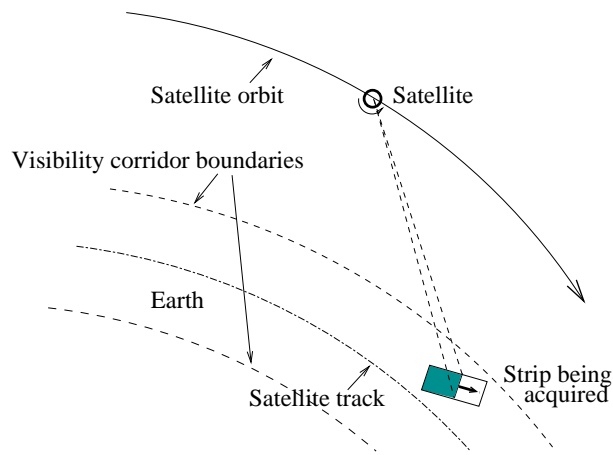 Satellite orbit
Satellite
Visibility corridor boundaries
Earth
Satellite track
Strip being
acquired